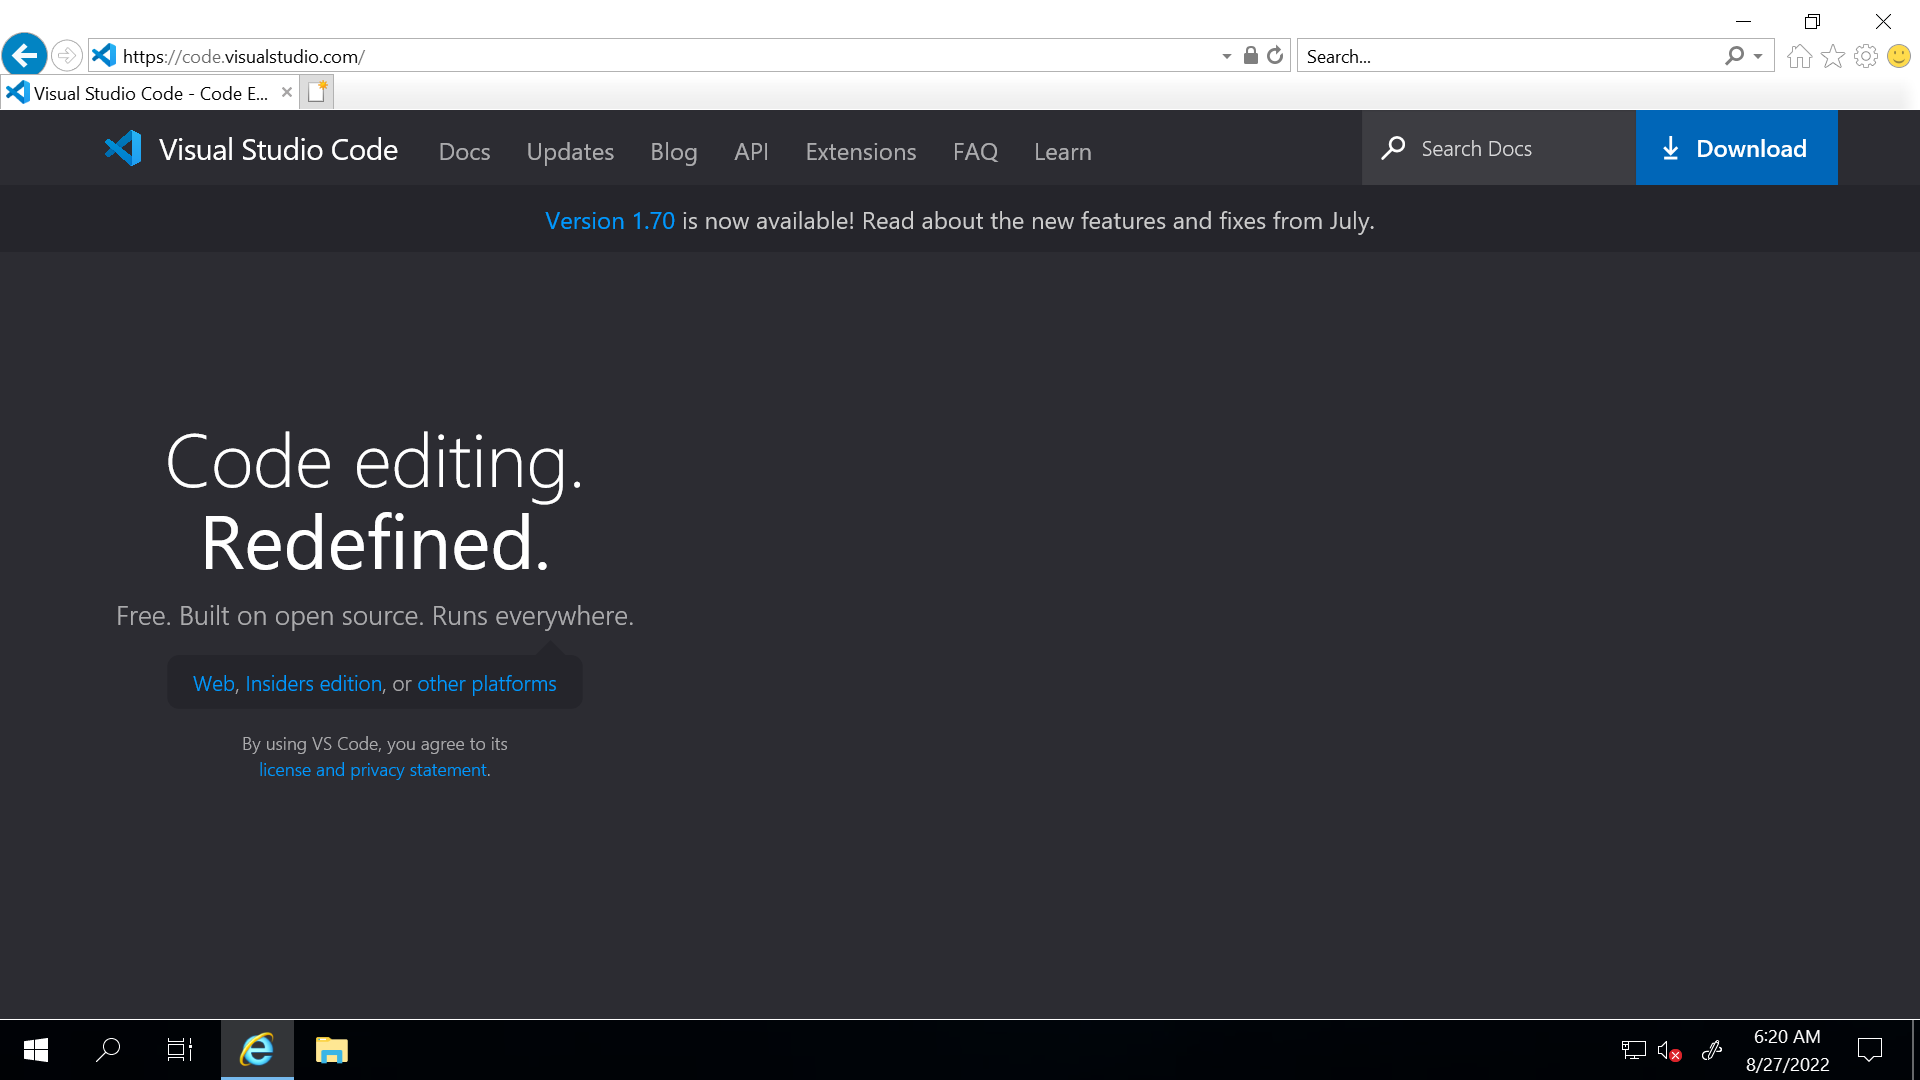 https://code.visualstudio.com/
Search...
Visual Studio Code - Code E...
Visual Studio Code
Docs
Updates
Blog
API
Extensions
FAQ
Learn
Search Docs
Download
Version 1.70 is now available! Read about the new features and fixes from July.
Code editing.
Redefined.
Free. Built on open source. Runs everywhere.
Web, Insiders edition, or other platforms
By using VS Code, you agree to its
license and privacy statement.
6:20 AM
8/27/2022